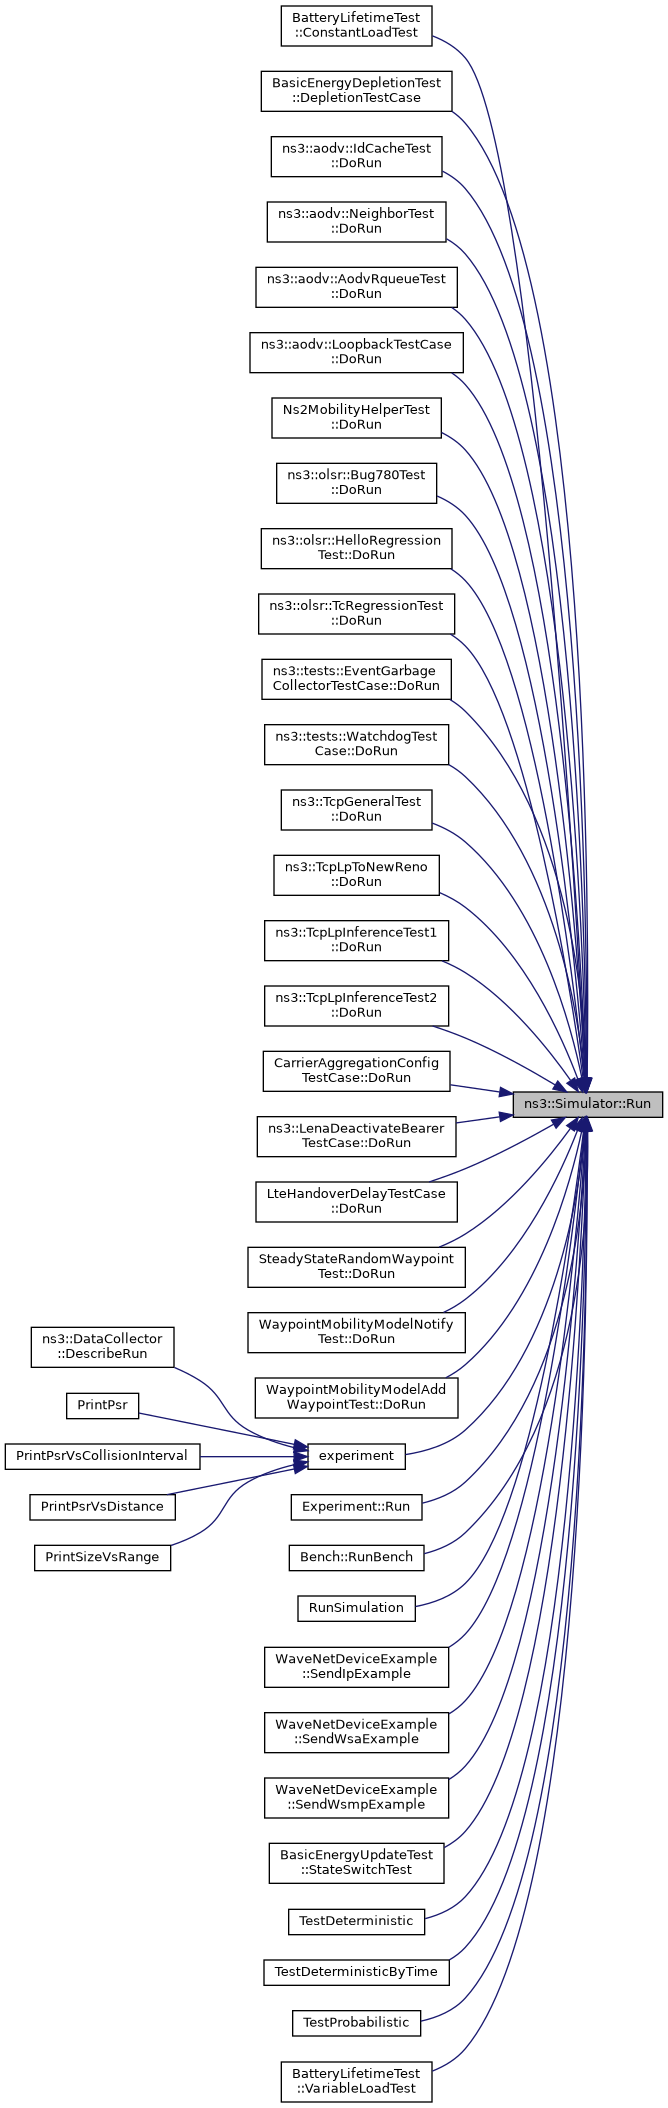 BatteryLifetimeTest
::ConstantLoadTest
BasicEnergyDepletionTest
::DepletionTestCase
ns3::aodv::IdCacheTest
::DoRun
ns3::aodv::NeighborTest
::DoRun
ns3::aodv::AodvRqueueTest
::DoRun
ns3::aodv::LoopbackTestCase
::DoRun
Ns2MobilityHelperTest
::DoRun
ns3::olsr::Bug780Test
::DoRun
ns3::olsr::HelloRegression
Test::DoRun
ns3::olsr::TcRegressionTest
::DoRun
ns3::tests::EventGarbage
CollectorTestCase::DoRun
ns3::tests::WatchdogTest
Case::DoRun
ns3::TcpGeneralTest
::DoRun
ns3::TcpLpToNewReno
::DoRun
ns3::TcpLpInferenceTest1
::DoRun
ns3::TcpLpInferenceTest2
::DoRun
CarrierAggregationConfig
TestCase::DoRun
ns3::Simulator::Run
ns3::LenaDeactivateBearer
TestCase::DoRun
LteHandoverDelayTestCase
::DoRun
SteadyStateRandomWaypoint
Test::DoRun
WaypointMobilityModelNotify
Test::DoRun
ns3::DataCollector
::DescribeRun
WaypointMobilityModelAdd
WaypointTest::DoRun
PrintPsr
PrintPsrVsCollisionInterval
experiment
PrintPsrVsDistance
Experiment::Run
PrintSizeVsRange
Bench::RunBench
RunSimulation
WaveNetDeviceExample
::SendIpExample
WaveNetDeviceExample
::SendWsaExample
WaveNetDeviceExample
::SendWsmpExample
BasicEnergyUpdateTest
::StateSwitchTest
TestDeterministic
TestDeterministicByTime
TestProbabilistic
BatteryLifetimeTest
::VariableLoadTest